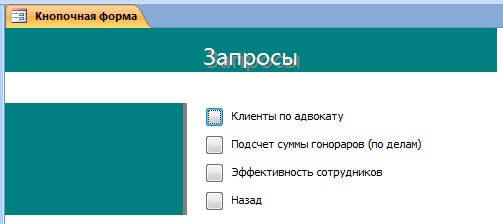 Кнопочная форма
Запросы
Клиенты по адвокату
Подсчет суммы гонораров (по делам)
Эффективность сотрудников
Назад